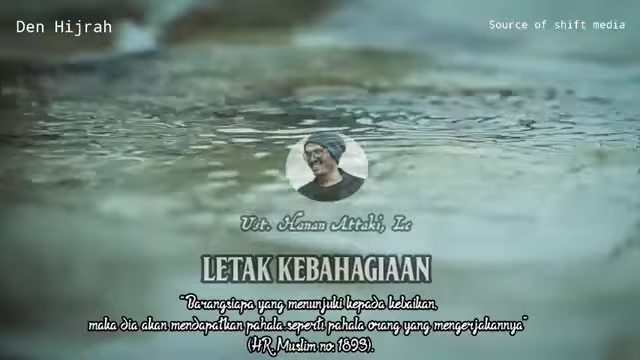 Den Hijrah
Source of shift media
Ust. Hanan Attaki, Lc
LETAK KEBAHAGIAAN
"Barangsiapa yang menunjuki kepada kebaikan,
maka dia akan mendapatkan pahala seperti pahala orang yang mengerjakannya"
(HR. Muslim no: 1893).